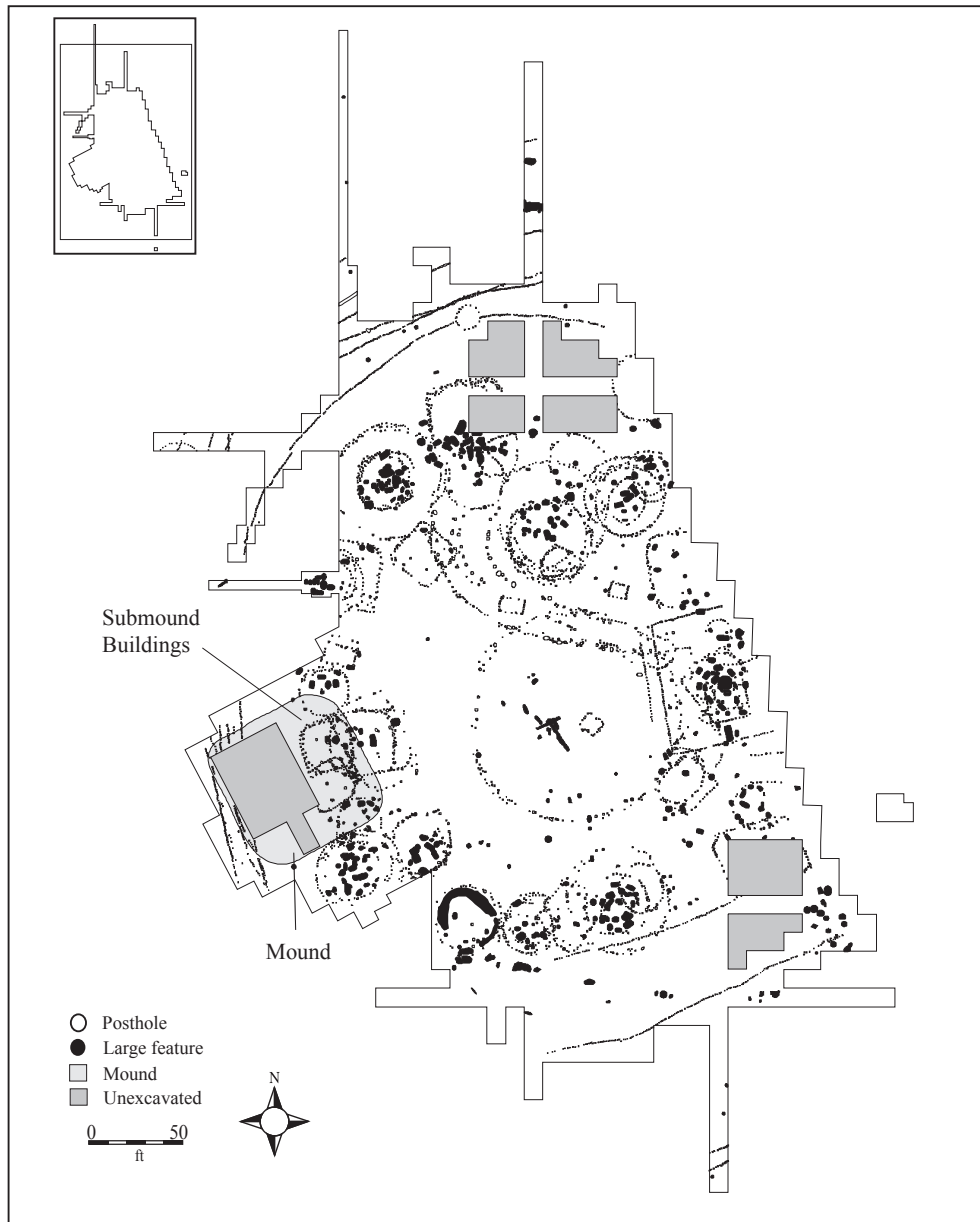 Submound
Buildings
Mound
Posthole
Large feature
Mound
Unexcavated
N
0 50
ft